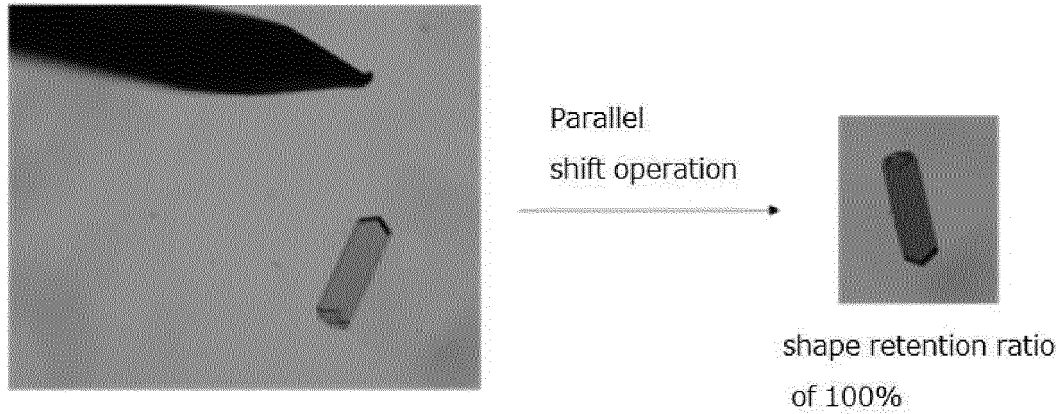 Parallel
shift operation
shape retention ratio
of 100%